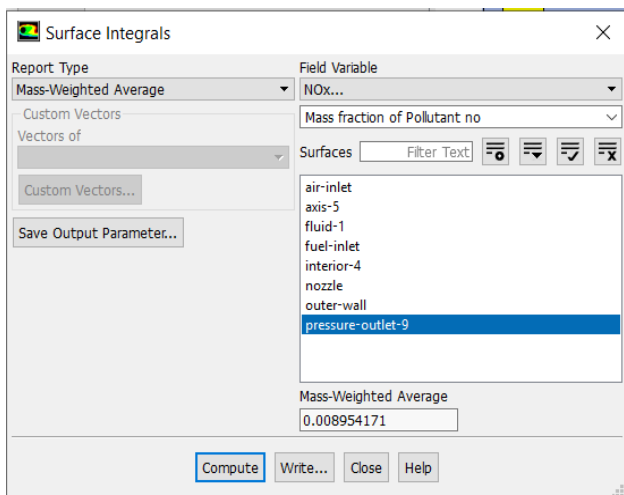 Surface Integrals
Report Type
Mass-Weighted Average
Custom Vectors
Vectors of
Custom Vectors...
Save Output Parameter...
Field Variable
NOx...
Mass fraction of Pollutant no
Surfaces Filter Text
air-inlet
axis-5
fluid-1
fuel-inlet
interior-4
nozzle
outer-wall
pressure-outlet-9
Mass-Weighted Average
0.008954171
Compute Write... Close Help